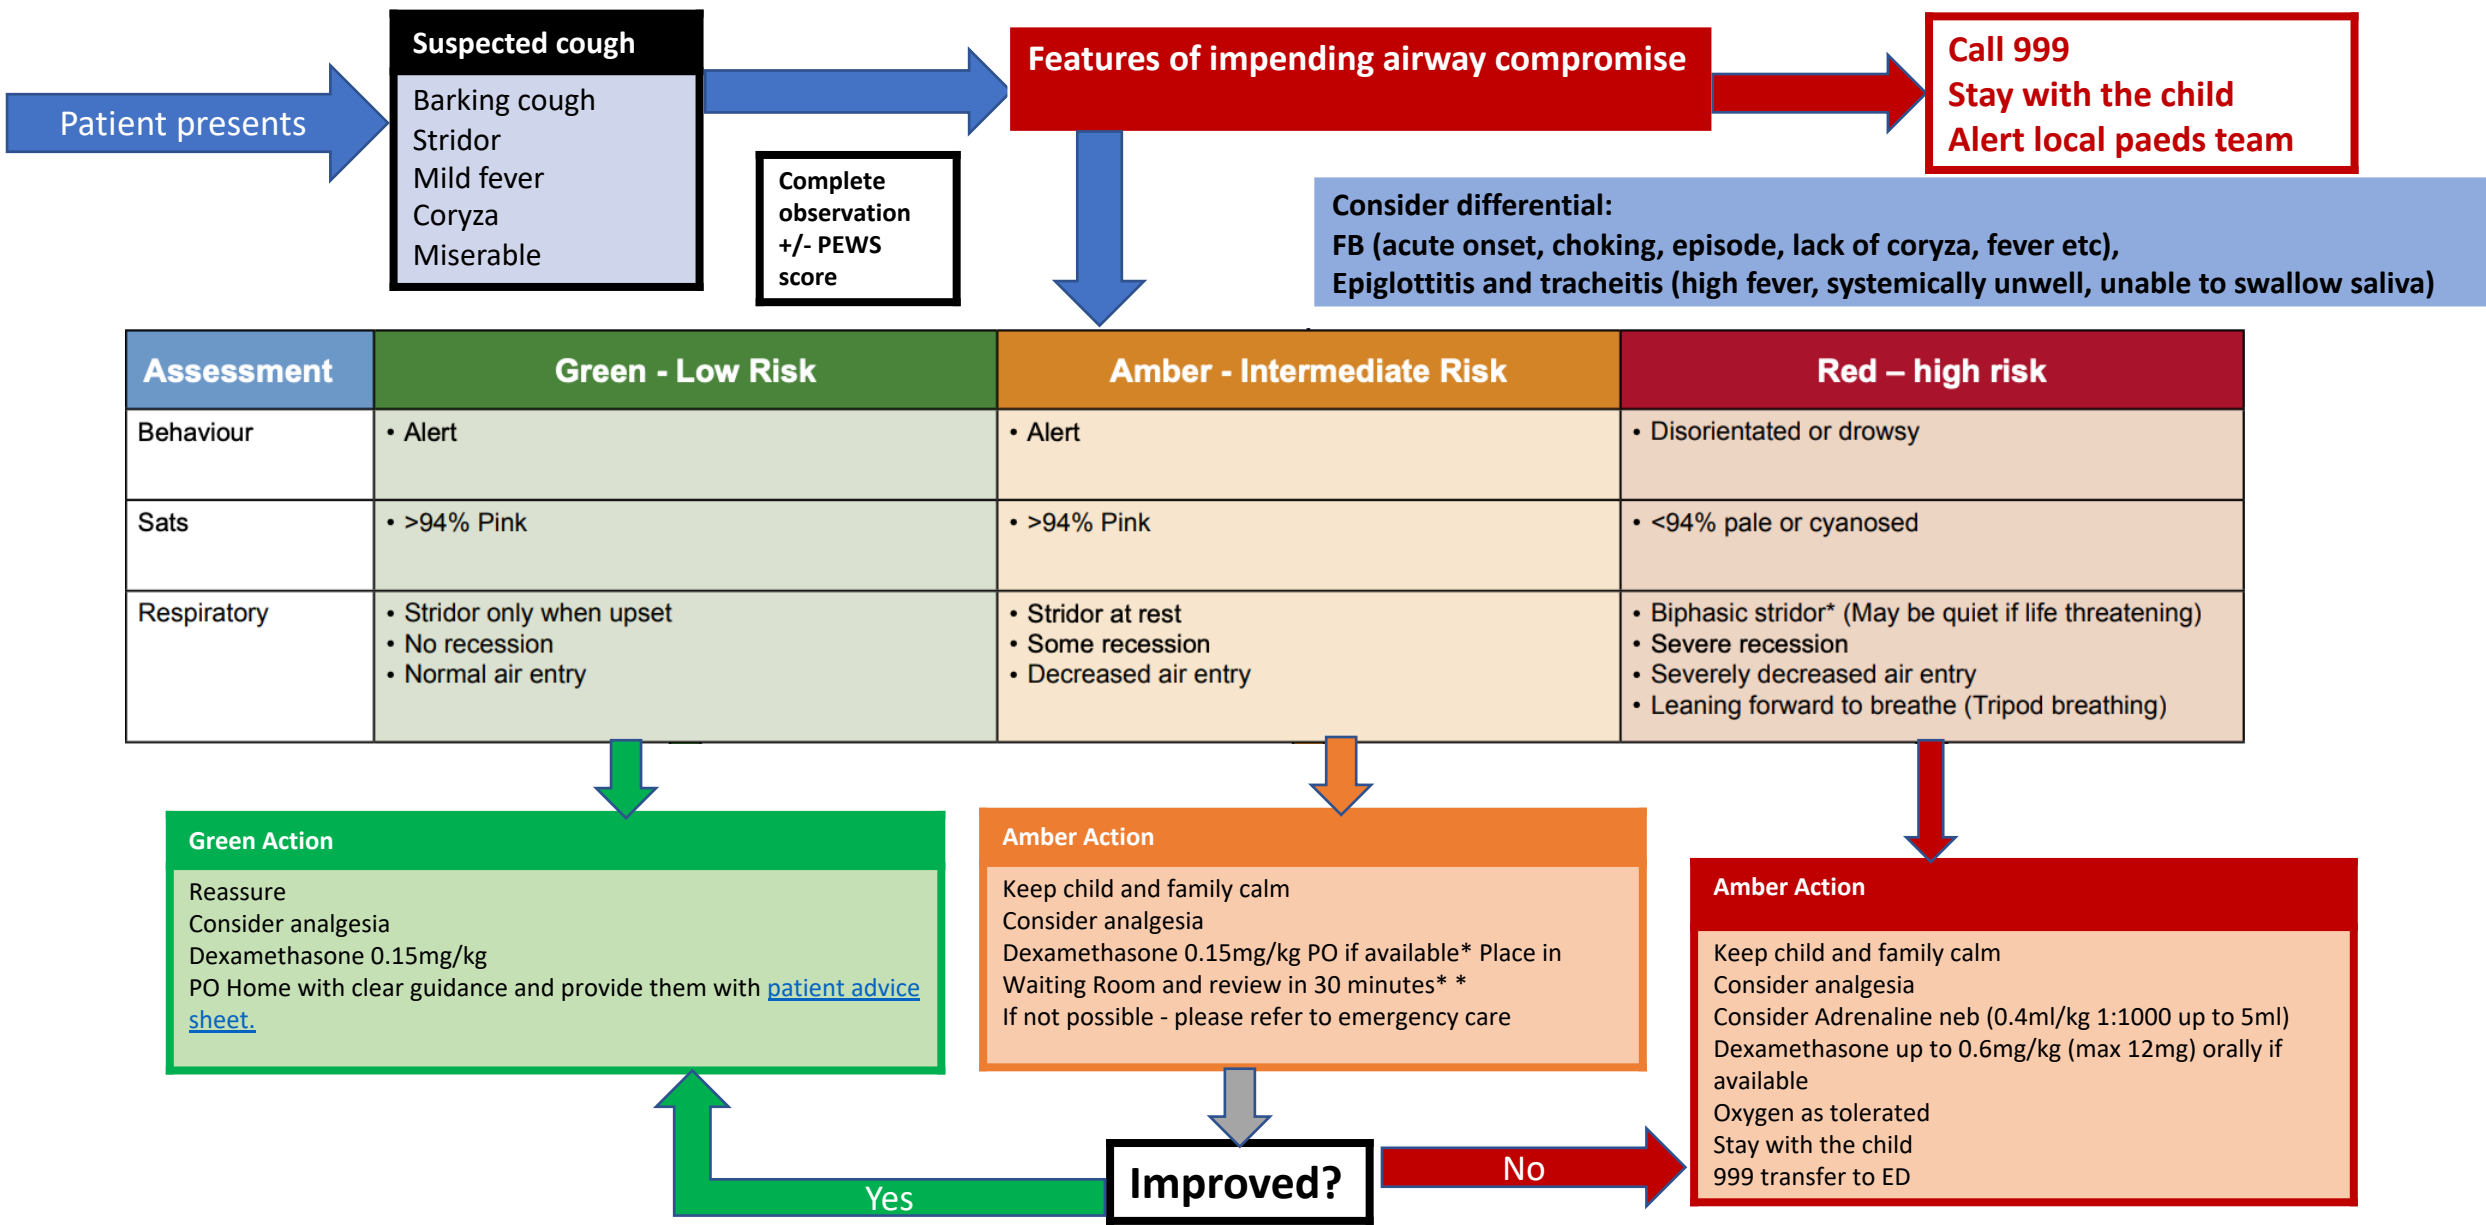 Patient presents
Suspected cough
Barking cough
Stridor
Mild fever
Coryza
Miserable
Complete
observation
+/- PEWS
score
Features of impending airway compromise
Call 999
Stay with the child
Alert local paeds team
Consider differential:
FB (acute onset, choking, episode, lack of coryza, fever etc),
Epiglottitis and tracheitis (high fever, systemically unwell, unable to swallow saliva)
Assessment
Green - Low Risk
Amber - Intermediate Risk
Red – high risk
Behaviour
• Alert
• Alert
• Disorientated or drowsy
Sats
• >94% Pink
• >94% Pink
• <94% pale or cyanosed
Respiratory
• Stridor only when upset
• No recession
• Normal air entry
• Stridor at rest
• Some recession
• Decreased air entry
• Biphasic stridor* (May be quiet if life threatening)
• Severe recession
• Severely decreased air entry
• Leaning forward to breathe (Tripod breathing)
Green Action
Reassure
Consider analgesia
Dexamethasone 0.15mg/kg
PO Home with clear guidance and provide them with patient advice
sheet.
Amber Action
Keep child and family calm
Consider analgesia
Dexamethasone 0.15mg/kg PO if available* Place in
Waiting Room and review in 30 minutes* *
If not possible - please refer to emergency care
Amber Action
Keep child and family calm
Consider analgesia
Consider Adrenaline neb (0.4ml/kg 1:1000 up to 5ml)
Dexamethasone up to 0.6mg/kg (max 12mg) orally if
available
Oxygen as tolerated
Stay with the child
999 transfer to ED
Improved?
Yes
No